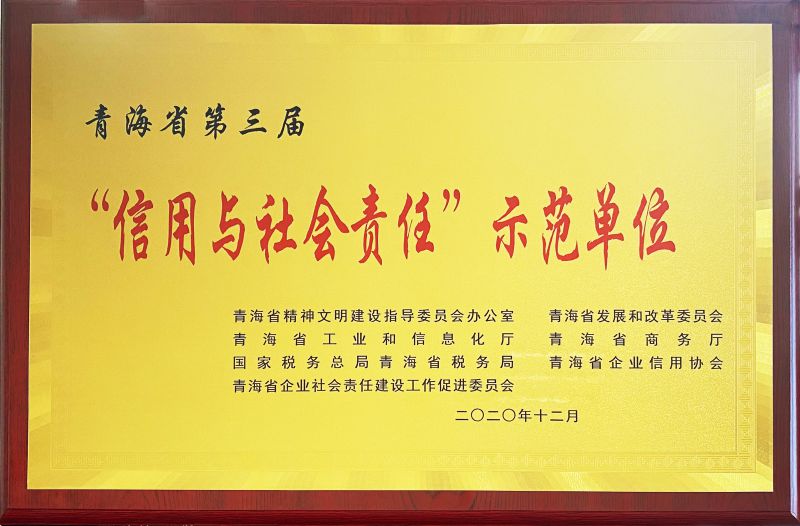 青海省第三届
“信用与社会责任”示范单位
青海省精神文明建设指导委员会办公室 青海省发展和改革委员会
青海省工业和信息化厅 青海省商务厅
国家税务总局青海省税务局 青海省企业信用协会
青海省企业社会责任建设工作促进委员会
二〇二〇年十二月